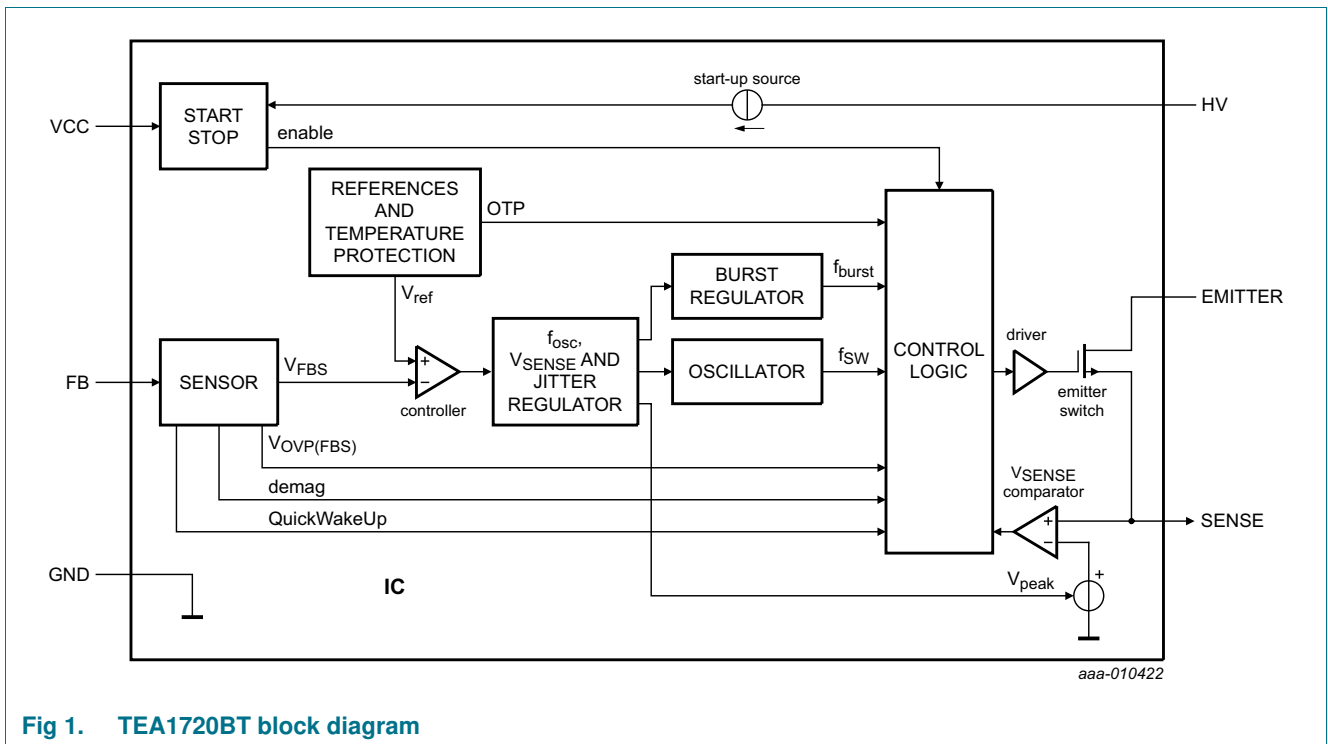 start-up source
HV
START
STOP
VCC
enable
REFERENCES
AND
TEMPERATURE
PROTECTION
OTP
Vref
BURST
REGULATOR
fburst
EMITTER
fosc,
VSENSE AND
JITTER
REGULATOR
driver
CONTROL
LOGIC
FB
SENSOR
VFBS
+
−
controller
OSCILLATOR
fSW
emitter
switch
VOVP(FBS)
demag
QuickWakeUp
VSENSE
comparator
+
−
SENSE
GND
IC
Vpeak
+
aaa-010422
Fig 1. TEA1720BT block diagram